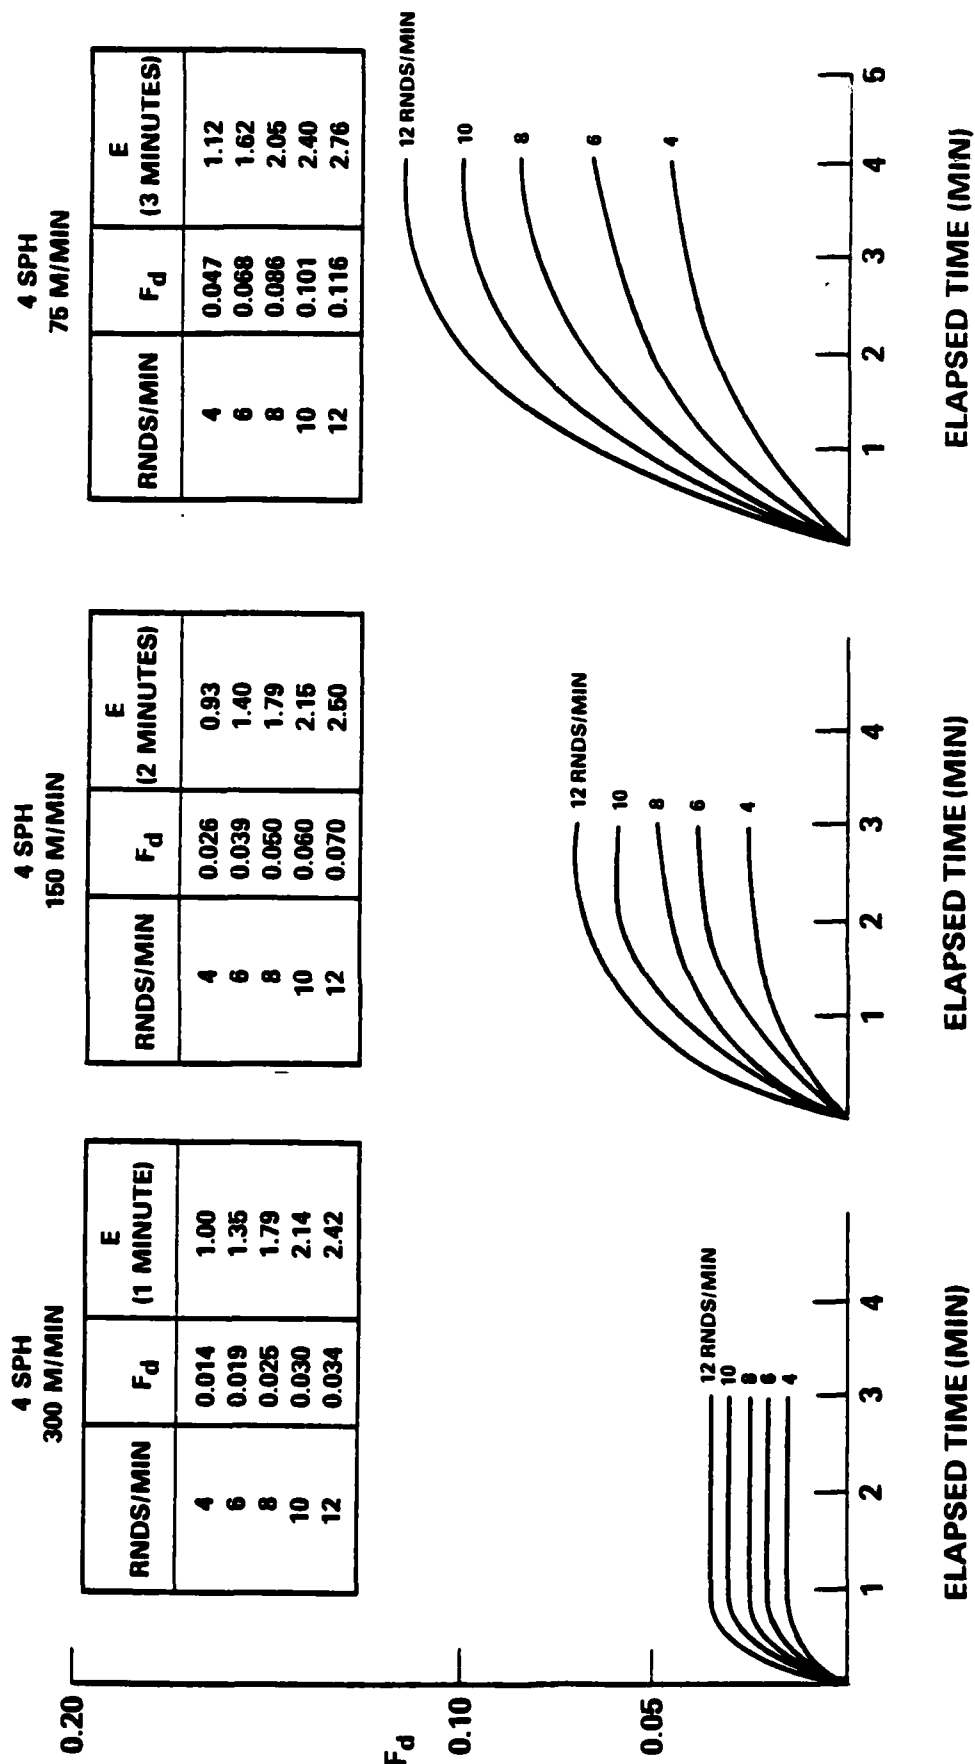 4 SPH
300 M/MIN
RNDS/MIN F_d E (1 MINUTE)
4 0.014 1.00
6 0.019 1.35
8 0.025 1.79
10 0.030 2.14
12 0.034 2.42
4 SPH
150 M/MIN
RNDS/MIN F_d E (2 MINUTES)
4 0.026 0.93
6 0.039 1.40
8 0.050 1.79
10 0.060 2.15
12 0.070 2.50
4 SPH
75 M/MIN
RNDS/MIN F_d E (3 MINUTES)
4 0.047 1.12
6 0.068 1.62
8 0.086 2.05
10 0.101 2.40
12 0.116 2.76
0.20
F_d
0.10
0.05
12 RNDS/MIN
10
8
6
4
1 2 3 4
ELAPSED TIME (MIN)
12 RNDS/MIN
10
8
6
4
1 2 3 4
ELAPSED TIME (MIN)
12 RNDS/MIN
10
8
6
4
1 2 3 4 5
ELAPSED TIME (MIN)